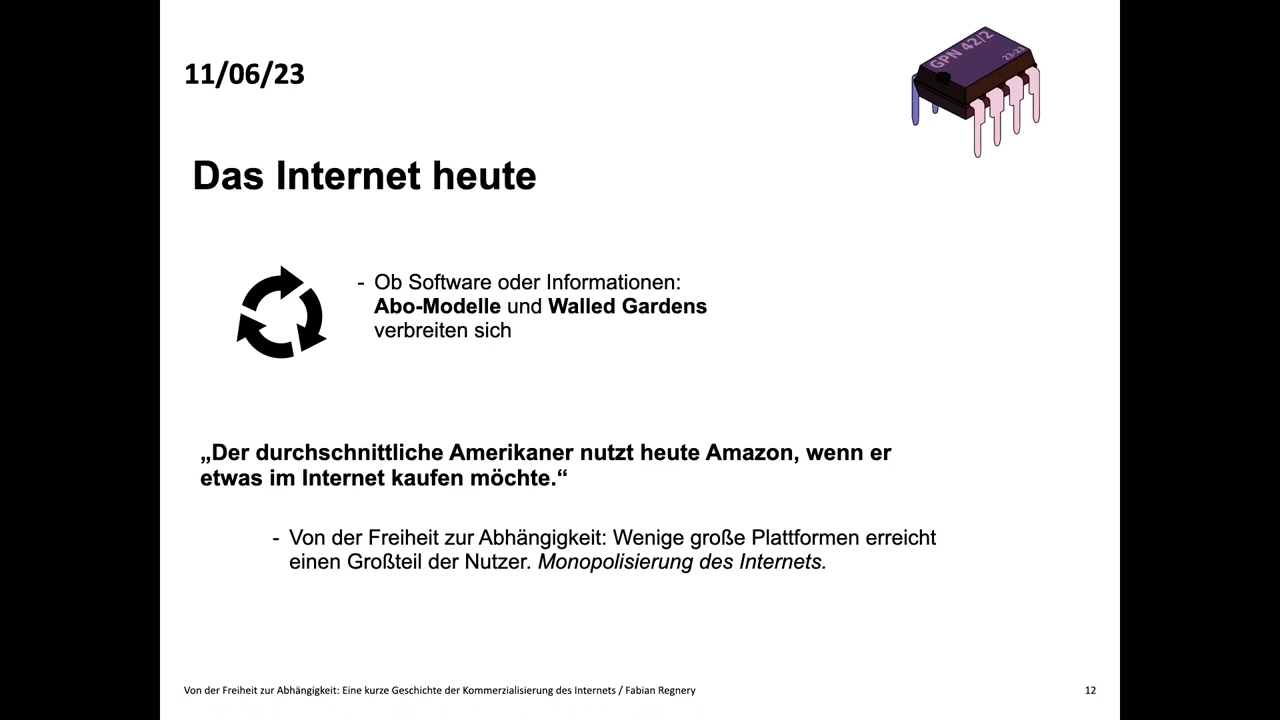 11/06/23
GPN 42/2
23-23
Das Internet heute
- Ob Software oder Informationen:
Abo-Modelle und Walled Gardens
verbreiten sich
„Der durchschnittliche Amerikaner nutzt heute Amazon, wenn er
etwas im Internet kaufen möchte.“
- Von der Freiheit zur Abhängigkeit: Wenige große Plattformen erreicht
einen Großteil der Nutzer. Monopolisierung des Internets.
Von der Freiheit zur Abhängigkeit: Eine kurze Geschichte der Kommerzialisierung des Internets / Fabian Regnery
12